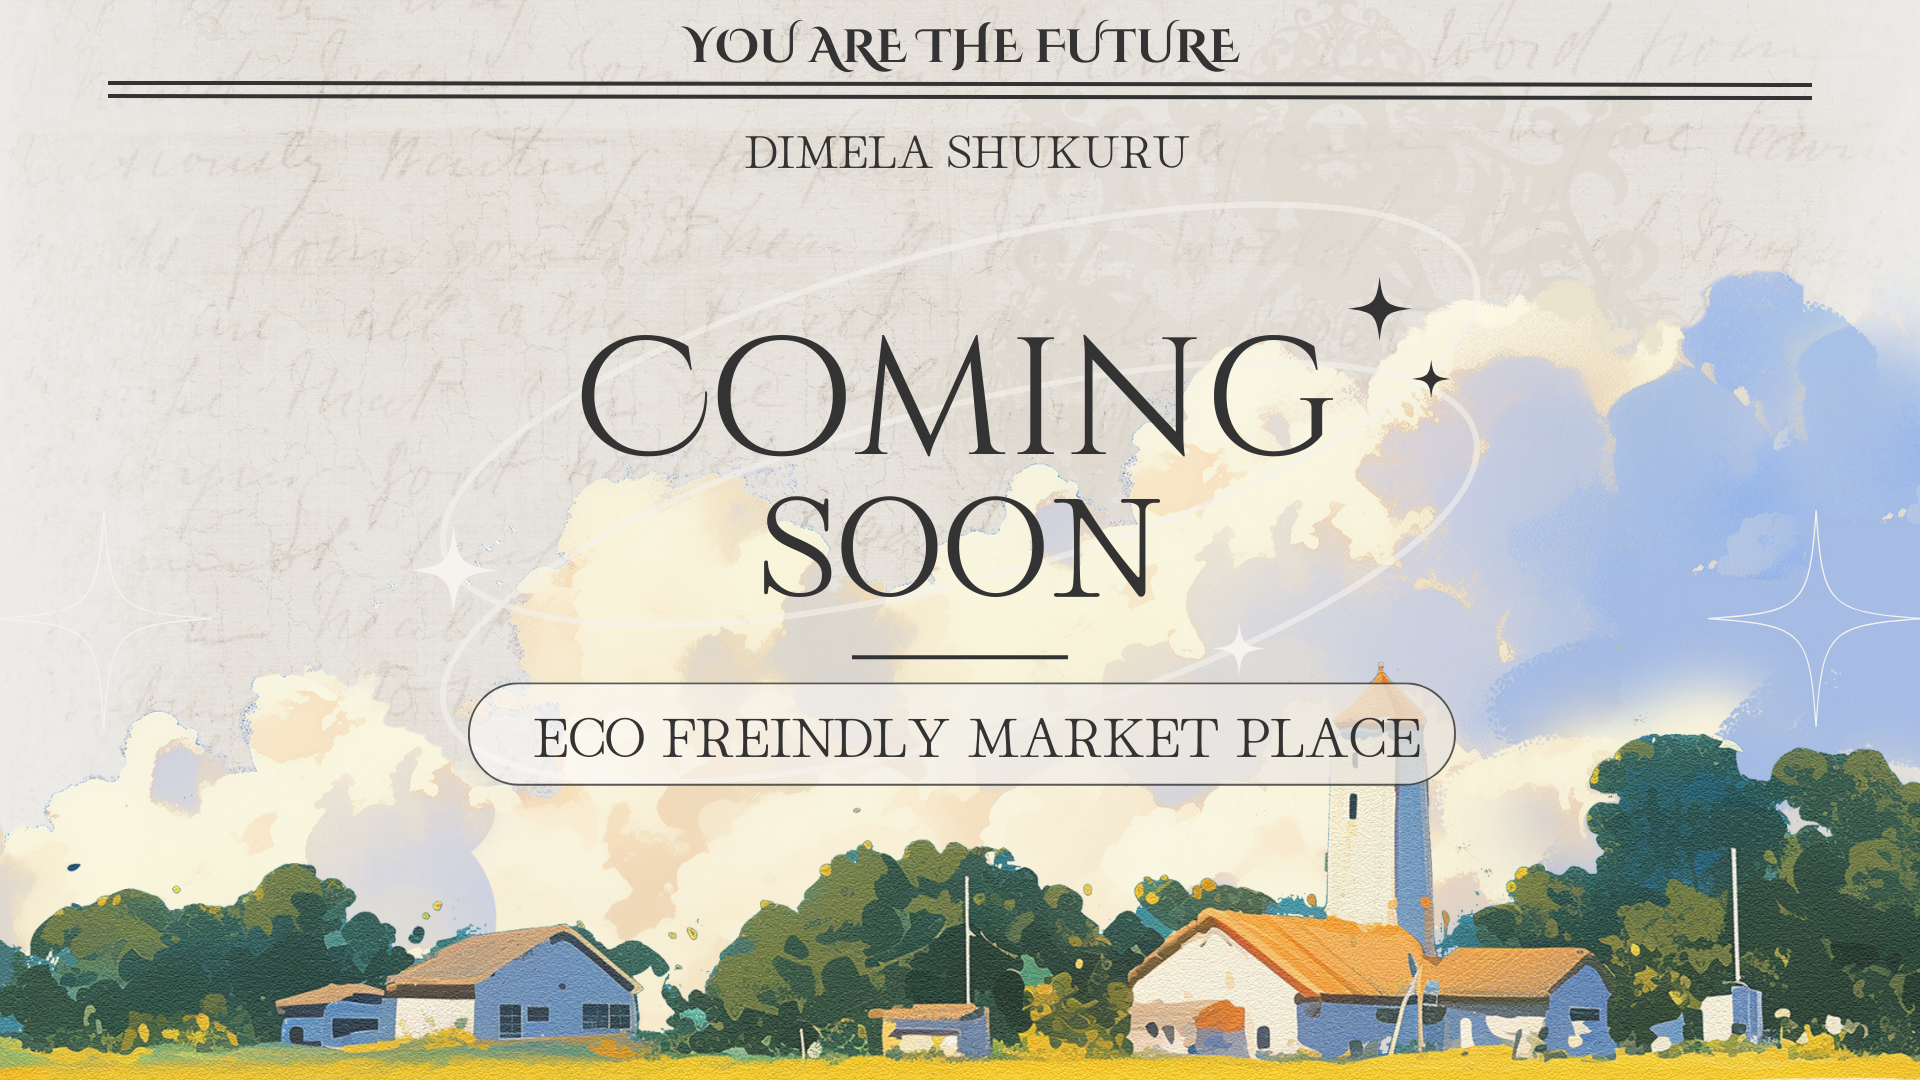 YOU ARE THE FUTURE
DIMELA SHUKURU
COMING
SOON
ECO FREINDLY MARKET PLACE